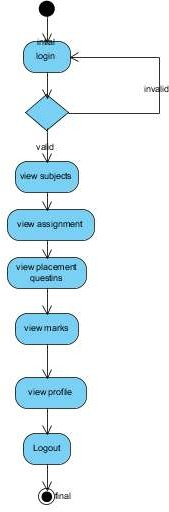 initial
login
invalid
valid
view subjects
view assignment
view placement
questins
view marks
view profile
Logout
final